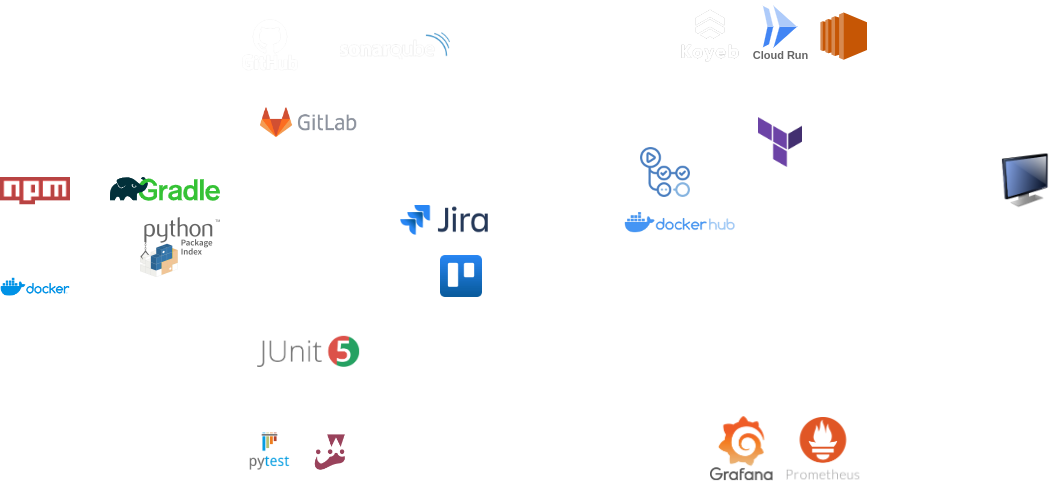 GitHub
sonarqube
Koyeb
Cloud Run
GitLab
npm
Gradle
python™
Package
Index
Jira
docker hub
docker
JUnit 5
pytest
Grafana
Prometheus